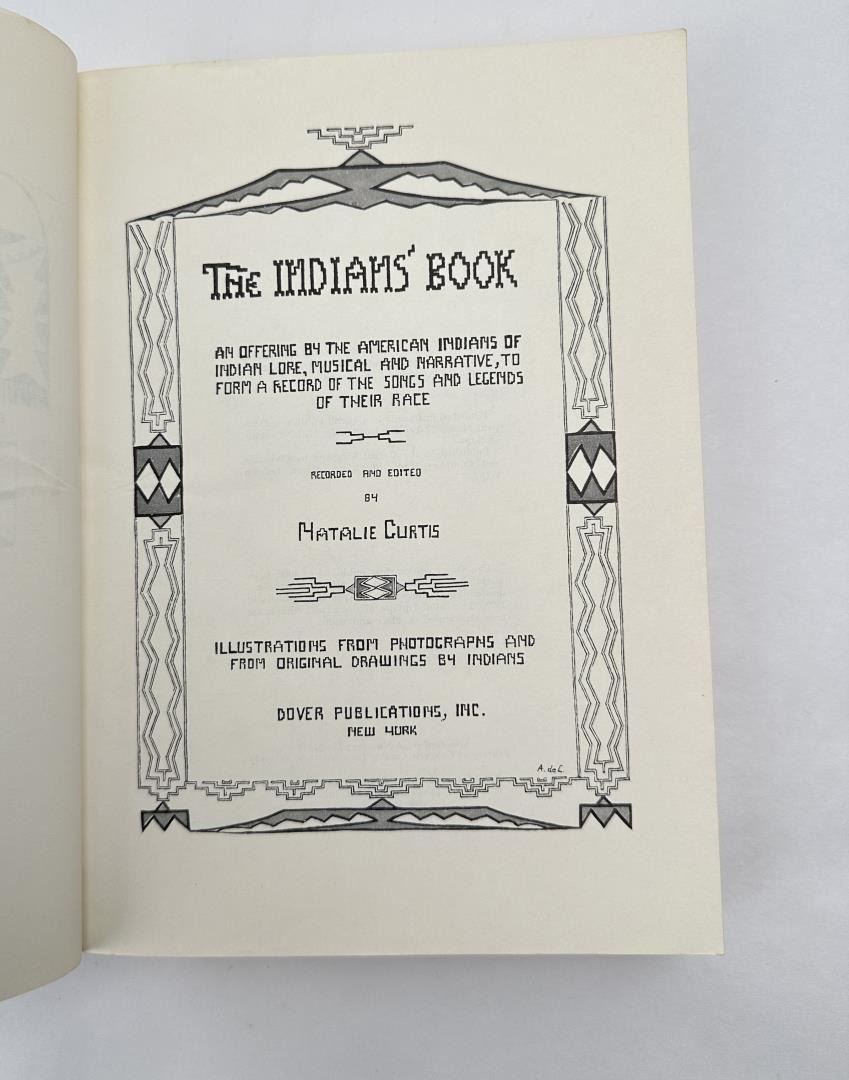 The INDIANS' BOOK
AN OFFERING BY THE AMERICAN INDIANS OF
INDIAN LORE, MUSICAL AND NARRATIVE, TO
FORM A RECORD OF THE SONGS AND LEGENDS
OF THEIR RACE
RECORDED AND EDITED
BY
NATALIE CURTIS
ILLUSTRATIONS FROM PHOTOGRAPHS AND
FROM ORIGINAL DRAWINGS BY INDIANS
DOVER PUBLICATIONS, INC.
NEW YORK
A. deC.